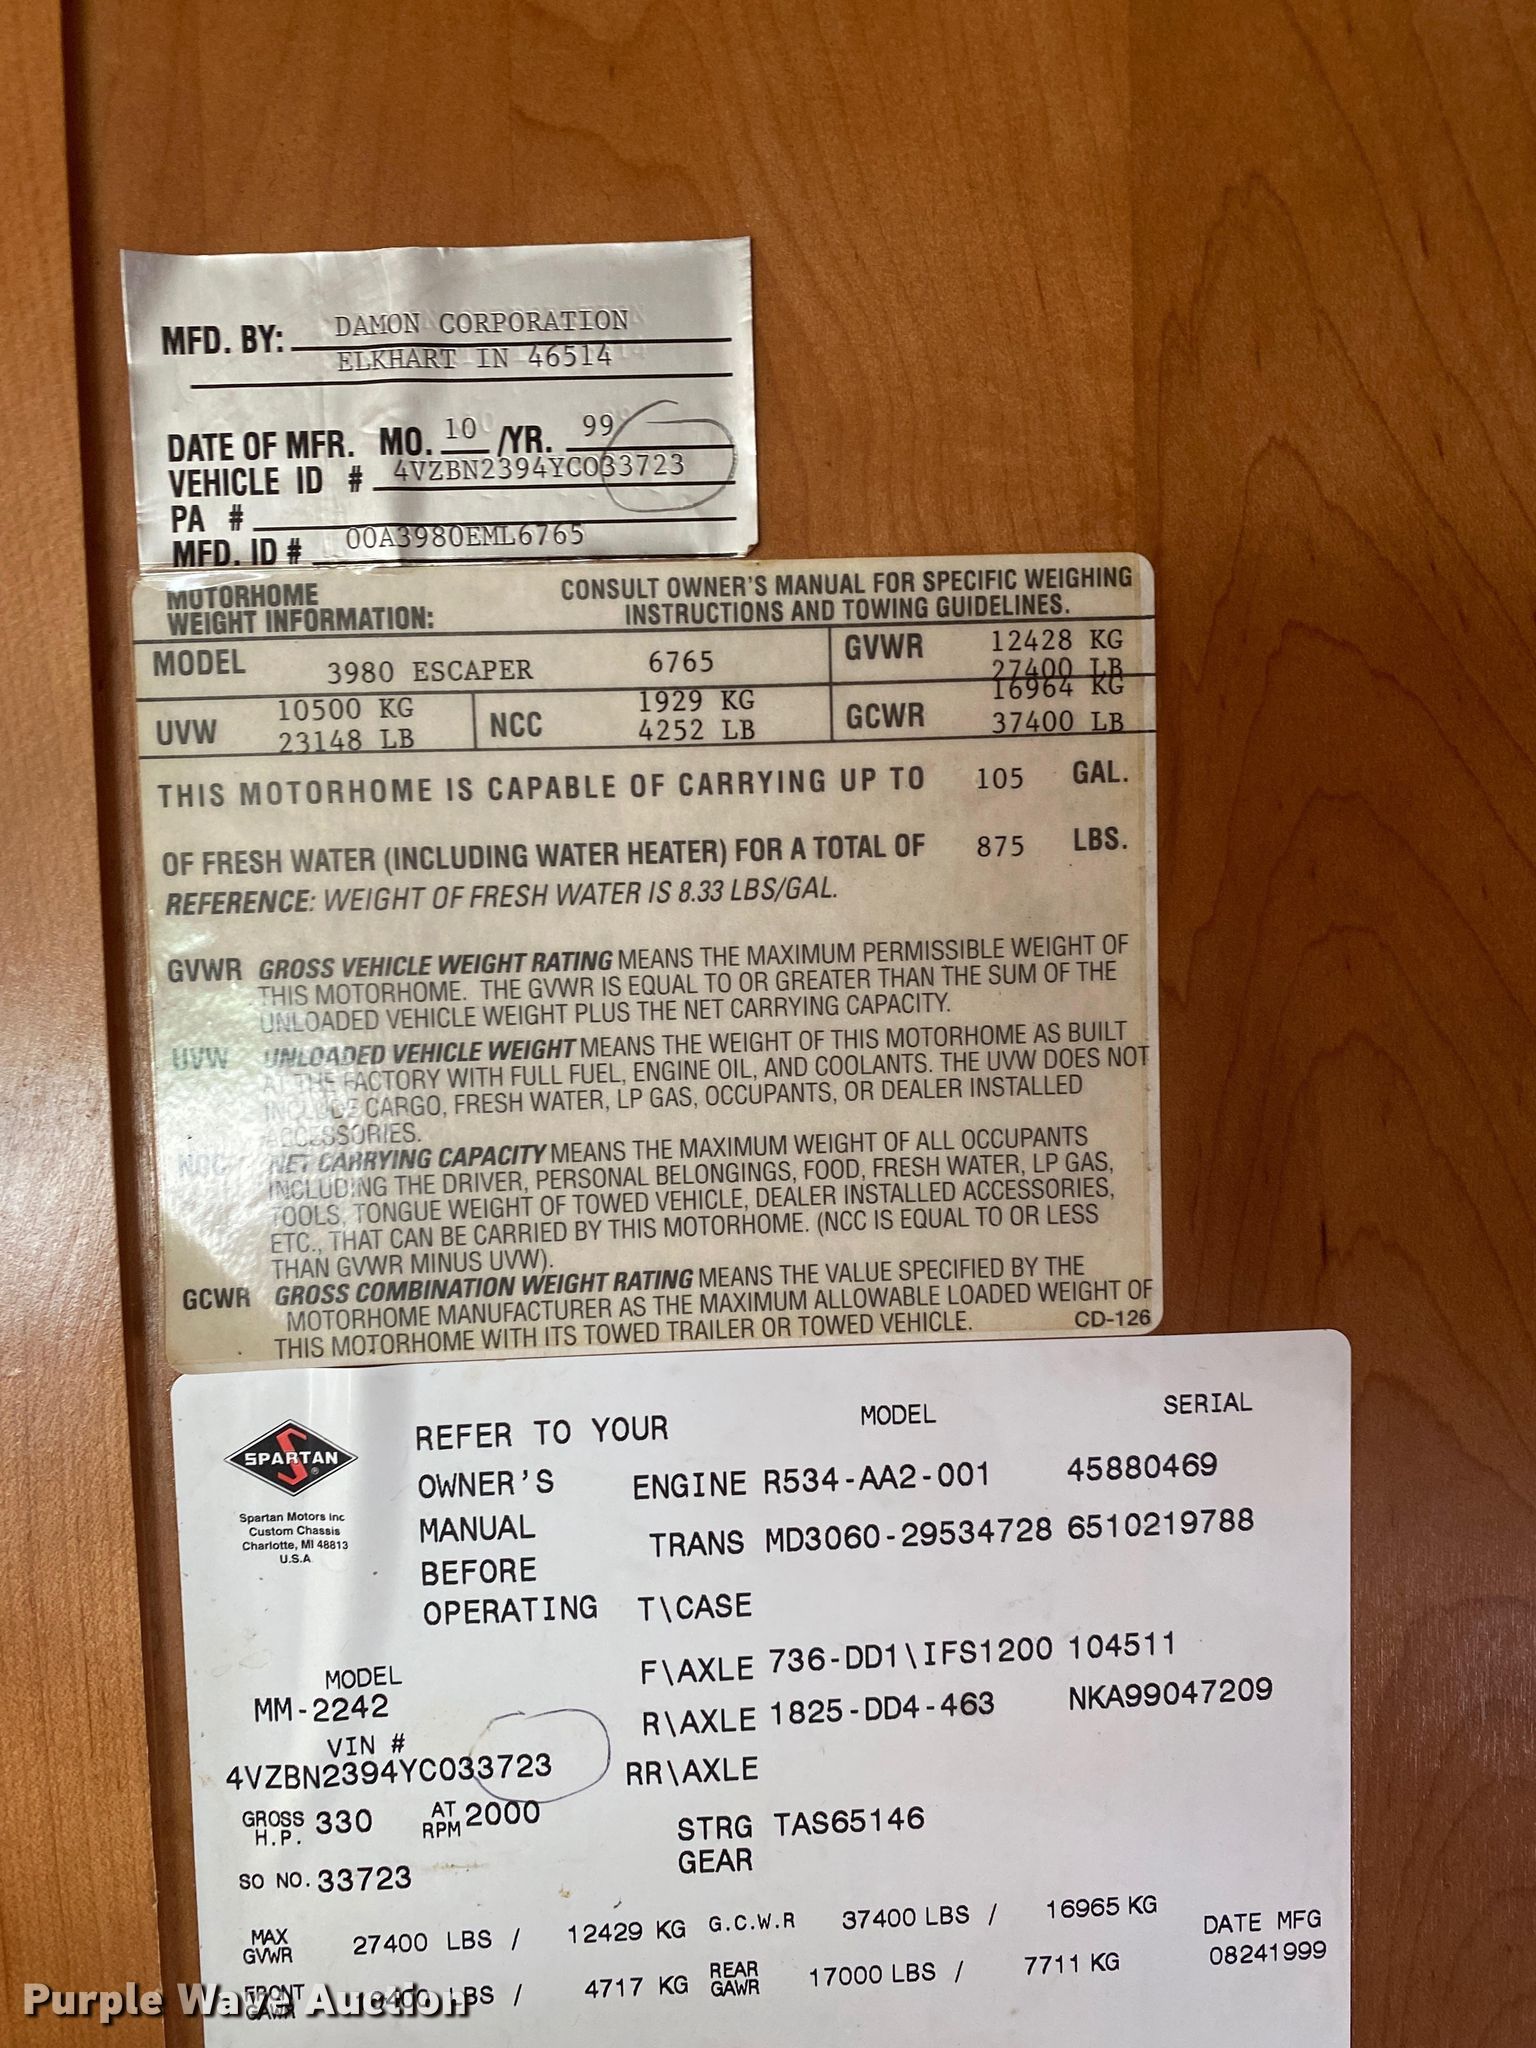 MFD. BY: DAMON CORPORATION
ELKHART IN 46514
DATE OF MFR. MO. 10 /YR. 99
VEHICLE ID # 4VZBN2394YC033723
PA #
MFD. ID # 00A3980EML6765
MOTORHOME
WEIGHT INFORMATION:
CONSULT OWNER'S MANUAL FOR SPECIFIC WEIGHING
INSTRUCTIONS AND TOWING GUIDELINES.
MODEL 3980 ESCAPER 6765 GVWR 12428 KG
27400 LB
UVW 10500 KG NCC 1929 KG GCWR 16964 KG
23148 LB 4252 LB 37400 LB
THIS MOTORHOME IS CAPABLE OF CARRYING UP TO 105 GAL.
OF FRESH WATER (INCLUDING WATER HEATER) FOR A TOTAL OF 875 LBS.
REFERENCE: WEIGHT OF FRESH WATER IS 8.33 LBS/GAL.
GVWR GROSS VEHICLE WEIGHT RATING MEANS THE MAXIMUM PERMISSIBLE WEIGHT OF
THIS MOTORHOME. THE GVWR IS EQUAL TO OR GREATER THAN THE SUM OF THE
UNLOADED VEHICLE WEIGHT PLUS THE NET CARRYING CAPACITY.
UVW UNLOADED VEHICLE WEIGHT MEANS THE WEIGHT OF THIS MOTORHOME AS BUILT
AT THE FACTORY WITH FULL FUEL, ENGINE OIL, AND COOLANTS. THE UVW DOES NOT
INCLUDE CARGO, FRESH WATER, LP GAS, OCCUPANTS, OR DEALER INSTALLED
ACCESSORIES.
NCC NET CARRYING CAPACITY MEANS THE MAXIMUM WEIGHT OF ALL OCCUPANTS
INCLUDING THE DRIVER, PERSONAL BELONGINGS, FOOD, FRESH WATER, LP GAS,
TOOLS, TONGUE WEIGHT OF TOWED VEHICLE, DEALER INSTALLED ACCESSORIES,
ETC., THAT CAN BE CARRIED BY THIS MOTORHOME. (NCC IS EQUAL TO OR LESS
THAN GVWR MINUS UVW).
GCWR GROSS COMBINATION WEIGHT RATING MEANS THE VALUE SPECIFIED BY THE
MOTORHOME MANUFACTURER AS THE MAXIMUM ALLOWABLE LOADED WEIGHT OF
THIS MOTORHOME WITH ITS TOWED TRAILER OR TOWED VEHICLE. CD-126
SPARTAN®
Spartan Motors Inc
Custom Chassis
Charlotte, MI 48813
U.S.A.
REFER TO YOUR
OWNER'S
MANUAL
BEFORE
OPERATING
MODEL SERIAL
ENGINE R534-AA2-001 45880469
TRANS MD3060-29534728 6510219788
T\CASE
F\AXLE 736-DD1\IFS1200 104511
R\AXLE 1825-DD4-463 NKA99047209
RR\AXLE
STRG TAS65146
GEAR
MODEL
MM-2242
VIN #
4VZBN2394YC033723
GROSS H.P. 330 AT RPM 2000
SO NO. 33723
MAX GVWR 27400 LBS / 12429 KG G.C.W.R 37400 LBS / 16965 KG
FRONT GAWR LBS / 4717 KG REAR GAWR 17000 LBS / 7711 KG
DATE MFG
08241999
Purple Wave Auction